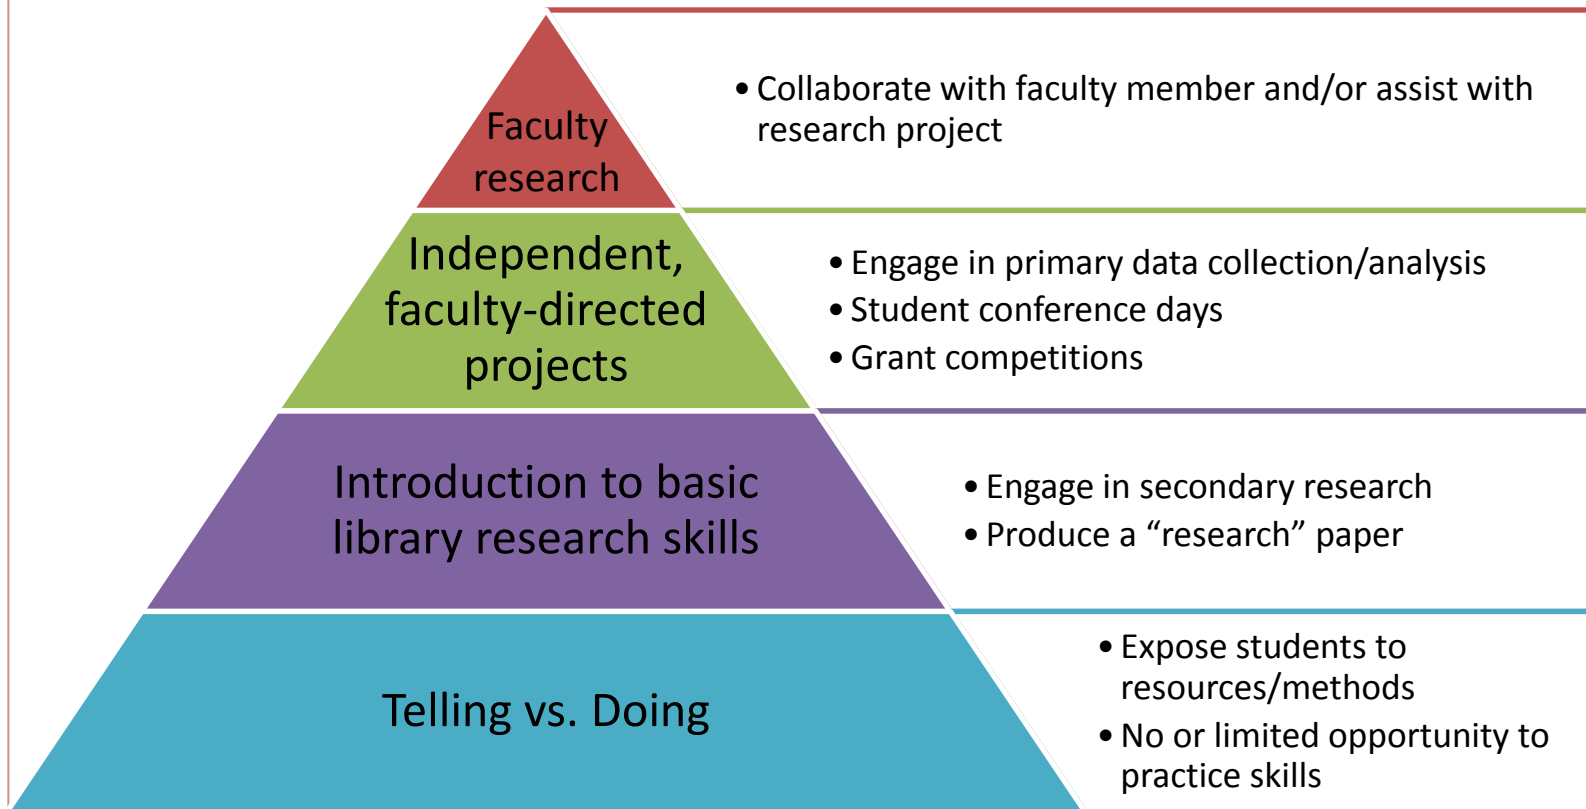 Faculty
research
• Collaborate with faculty member and/or assist with
research project
Independent,
faculty-directed
projects
• Engage in primary data collection/analysis
• Student conference days
• Grant competitions
Introduction to basic
library research skills
• Engage in secondary research
• Produce a “research” paper
Telling vs. Doing
• Expose students to
resources/methods
• No or limited opportunity to
practice skills